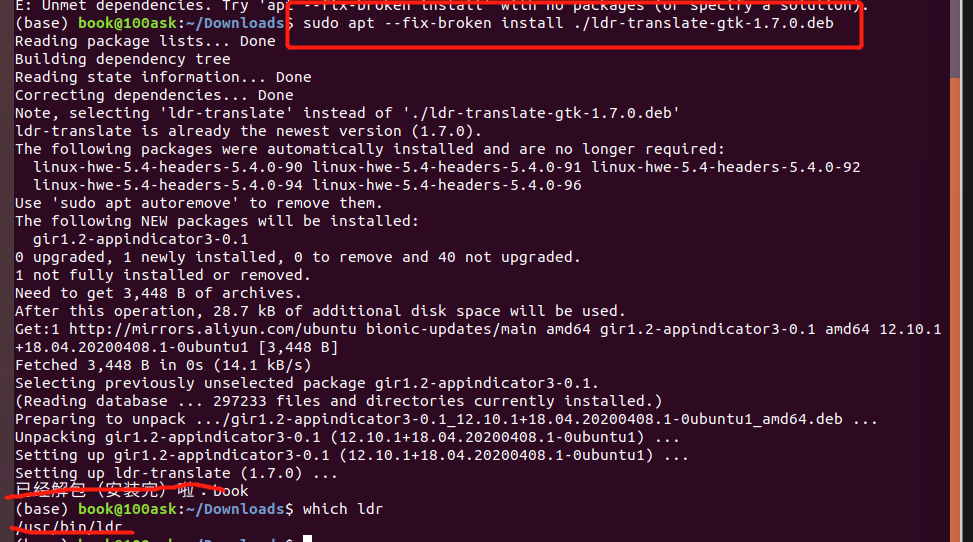 E: Unmet dependencies. Try 'apt --fix-broken install' with no packages (or specify a solution).
(base) book@100ask:~/Downloads$ sudo apt --fix-broken install ./ldr-translate-gtk-1.7.0.deb
Reading package lists... Done
Building dependency tree
Reading state information... Done
Correcting dependencies... Done
Note, selecting 'ldr-translate' instead of './ldr-translate-gtk-1.7.0.deb'
ldr-translate is already the newest version (1.7.0).
The following packages were automatically installed and are no longer required:
  linux-hwe-5.4-headers-5.4.0-90 linux-hwe-5.4-headers-5.4.0-91 linux-hwe-5.4-headers-5.4.0-92
  linux-hwe-5.4-headers-5.4.0-94 linux-hwe-5.4-headers-5.4.0-96
Use 'sudo apt autoremove' to remove them.
The following NEW packages will be installed:
  gir1.2-appindicator3-0.1
0 upgraded, 1 newly installed, 0 to remove and 40 not upgraded.
1 not fully installed or removed.
Need to get 3,448 B of archives.
After this operation, 28.7 kB of additional disk space will be used.
Get:1 http://mirrors.aliyun.com/ubuntu bionic-updates/main amd64 gir1.2-appindicator3-0.1 amd64 12.10.1
+18.04.20200408.1-0ubuntu1 [3,448 B]
Fetched 3,448 B in 0s (14.1 kB/s)
Selecting previously unselected package gir1.2-appindicator3-0.1.
(Reading database ... 297233 files and directories currently installed.)
Preparing to unpack .../gir1.2-appindicator3-0.1_12.10.1+18.04.20200408.1-0ubuntu1_amd64.deb ...
Unpacking gir1.2-appindicator3-0.1 (12.10.1+18.04.20200408.1-0ubuntu1) ...
Setting up gir1.2-appindicator3-0.1 (12.10.1+18.04.20200408.1-0ubuntu1) ...
Setting up ldr-translate (1.7.0) ...
已经解包（安装完）啦：book
(base) book@100ask:~/Downloads$ which ldr
/usr/bin/ldr
(base) book@100ask:~/Downloads$